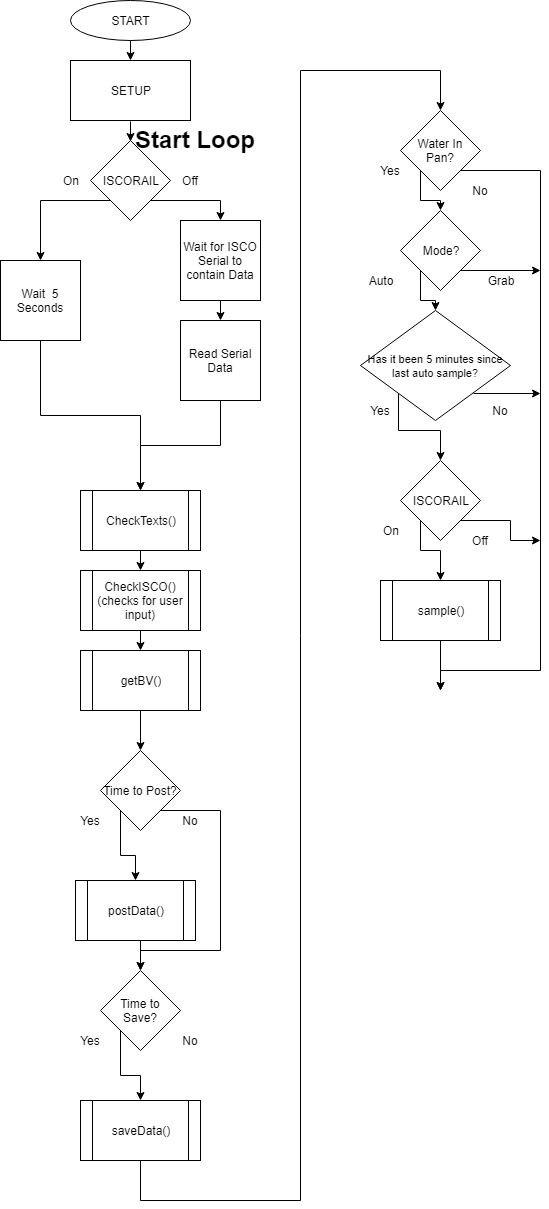 START
SETUP
Start Loop
ISCORAIL
On
Off
Wait for ISCO
Serial to
contain Data
Wait 5
Seconds
Read Serial
Data
CheckTexts()
CheckISCO()
(checks for user
input)
getBV()
Time to Post?
Yes
No
postData()
Time to
Save?
Yes
No
saveData()
Water In
Pan?
Yes
No
Mode?
Auto
Grab
Has it been 5 minutes since
last auto sample?
Yes
No
ISCORAIL
On
Off
sample()